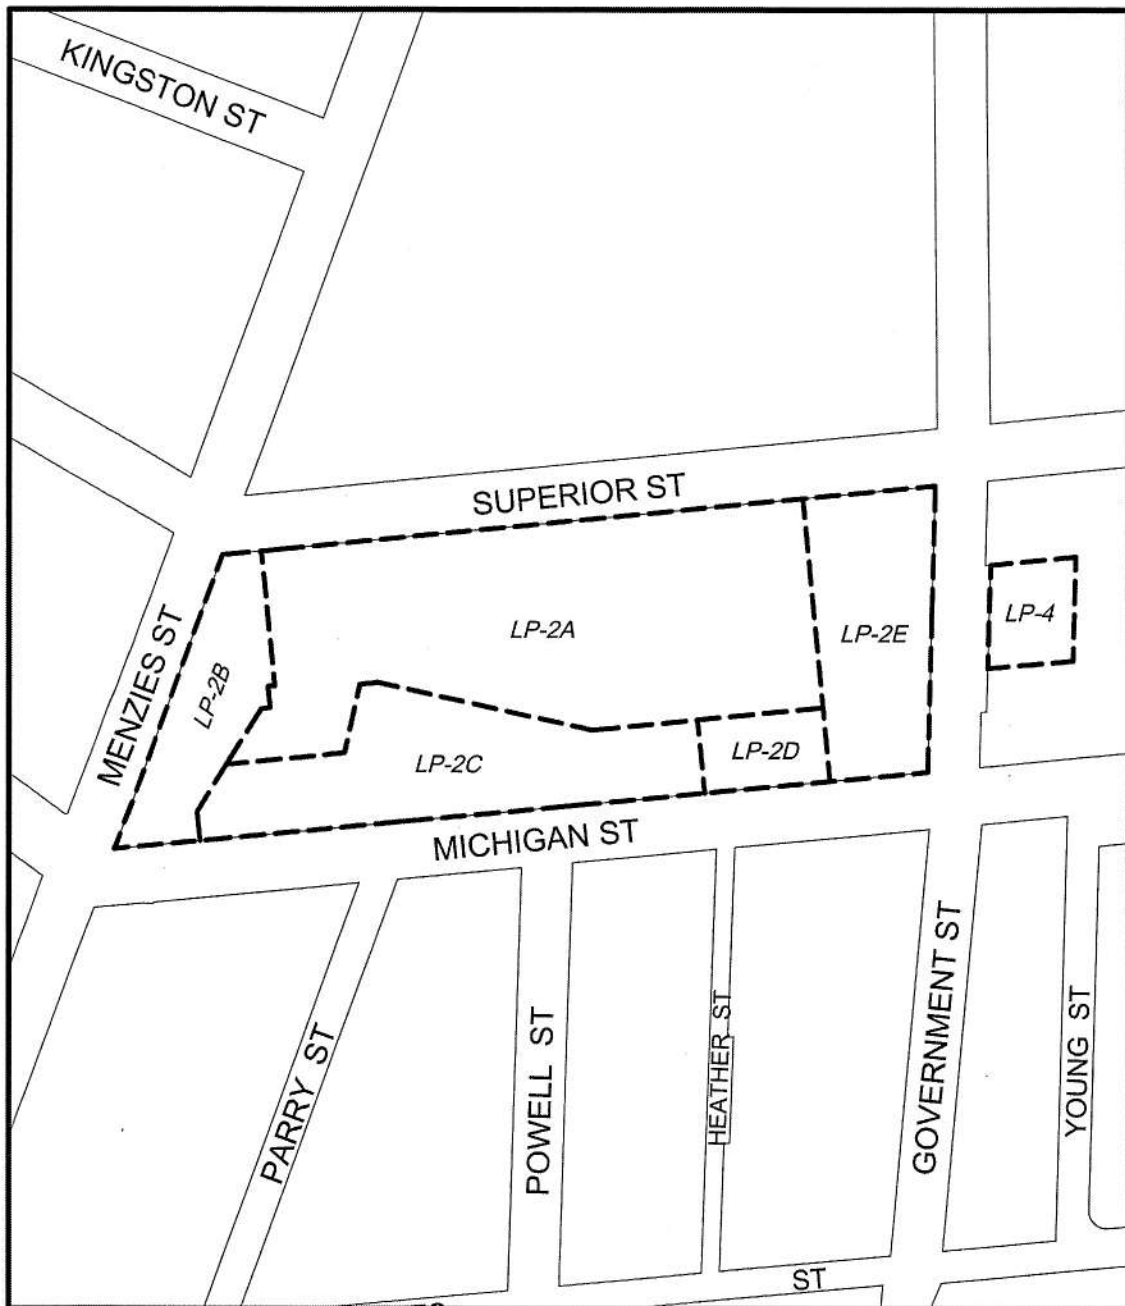 KINGSTON ST
SUPERIOR ST
MENZIES ST
LP-2A
LP-2B
LP-2C
LP-2D
LP-2E
LP-4
MICHIGAN ST
PARRY ST
POWELL ST
HEATHER ST
GOVERNMENT ST
YOUNG ST
ST